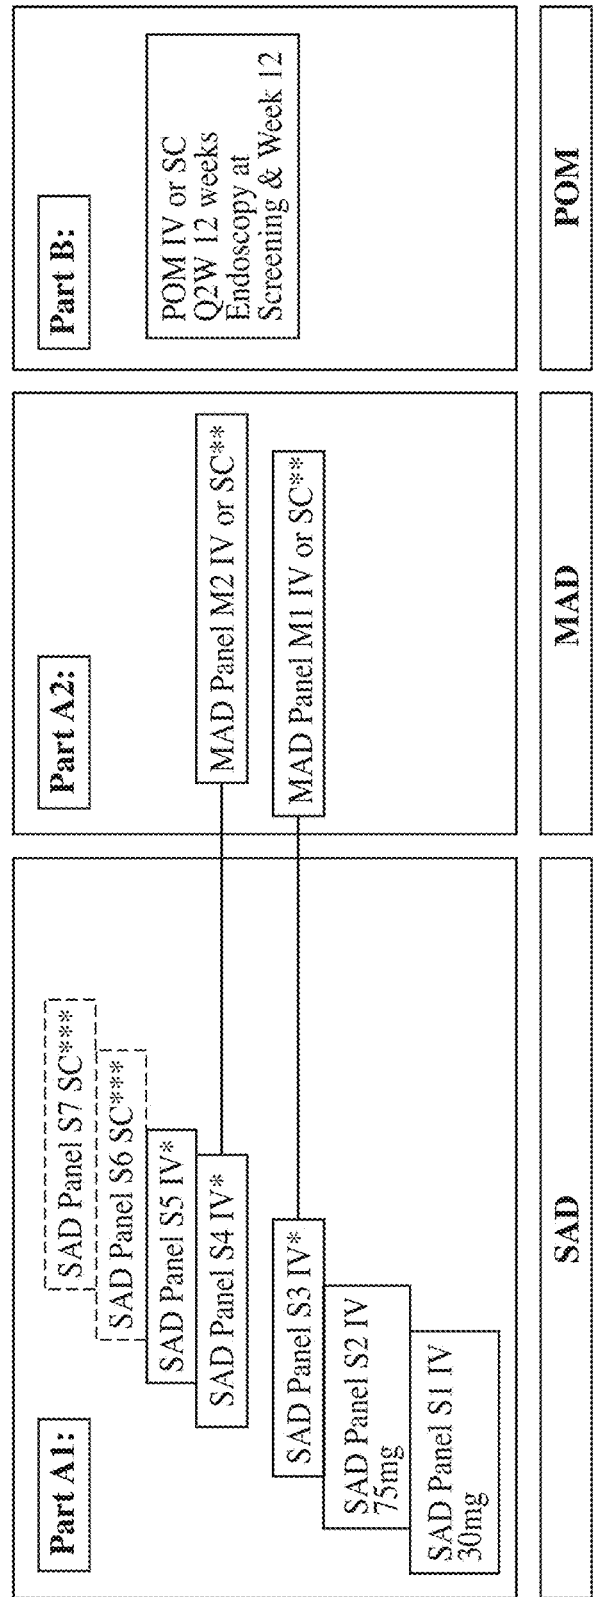 Part A1:
SAD Panel S7 SC***
SAD Panel S6 SC***
SAD Panel S5 IV*
SAD Panel S4 IV*
SAD Panel S3 IV*
SAD Panel S2 IV
75mg
SAD Panel S1 IV
30mg
SAD
Part A2:
MAD Panel M2 IV or SC**
MAD Panel M1 IV or SC**
MAD
Part B:
POM IV or SC
Q2W 12 weeks
Endoscopy at
Screening & Week 12
POM